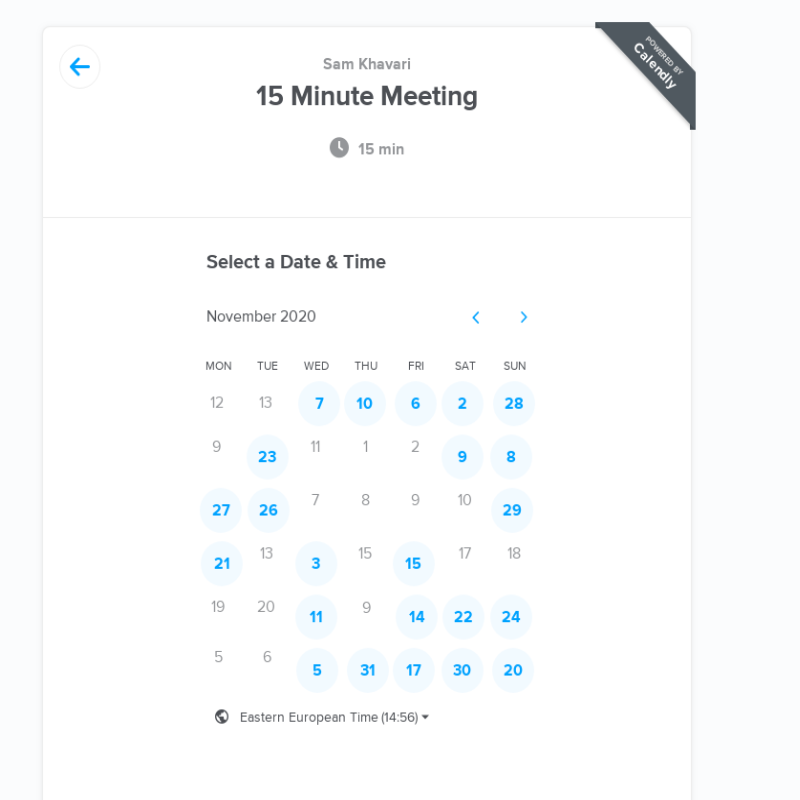 POWERED BY
Calendly
Sam Khavari
15 Minute Meeting
15 min
Select a Date & Time
November 2020
MON TUE WED THU FRI SAT SUN
12 13 7 10 6 2 28
9 23 11 1 2 9 8
27 26 7 8 9 10 29
21 13 3 15 15 17 18
19 20 11 9 14 22 24
5 6 5 31 17 30 20
Eastern European Time (14:56)